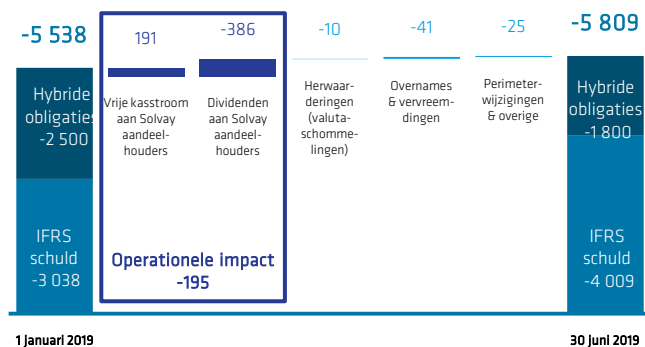 -5 538
Hybride
obligaties
-2 500
IFRS
schuld
-3 038
191
Vrije kasstroom
aan Solvay
aandeel-
houders
-386
Dividenden
aan Solvay
aandeel-
houders
Operationele impact
-195
-10
Herwaar-
deringen
(valuta-
schomme-
lingen)
-41
Overnames
& vervreem-
dingen
-25
Perimeter-
wijzigingen
& overige
-5 809
Hybride
obligaties
-1 800
IFRS
schuld
-4 009
1 januari 2019
30 juni 2019